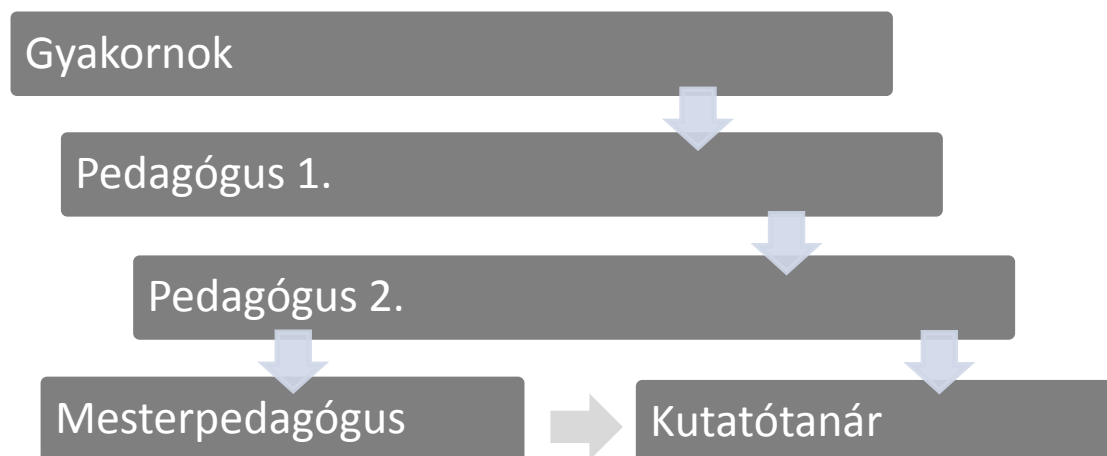 Gyakornok
Pedagógus 1.
Pedagógus 2.
Mesterpedagógus
Kutatótanár